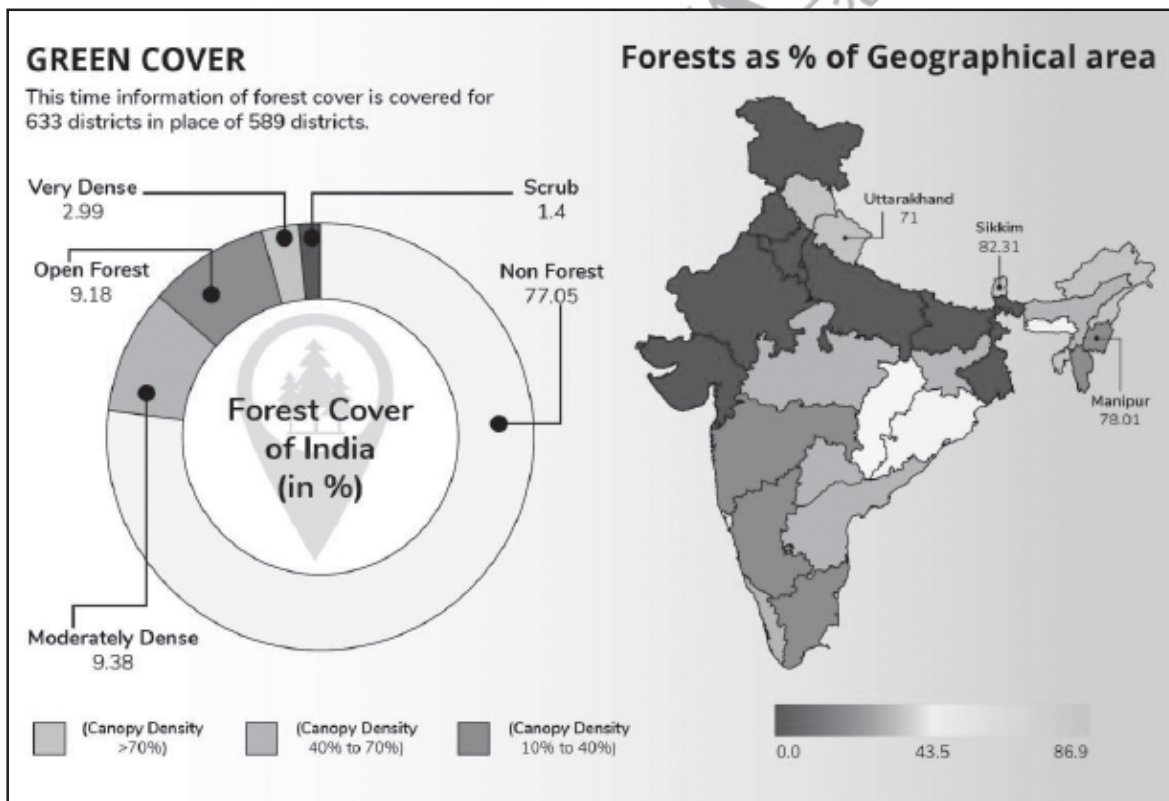 GREEN COVER
This time information of forest cover is covered for
633 districts in place of 589 districts.
Very Dense
2.99
Scrub
1.4
Open Forest
9.18
Non Forest
77.05
Forest Cover
of India
(in %)
Moderately Dense
9.38
(Canopy Density
>70%)
(Canopy Density
40% to 70%)
(Canopy Density
10% to 40%)
Forests as % of Geographical area
Uttarakhand
71
Sikkim
82.31
Manipur
78.01
0.0
43.5
86.9